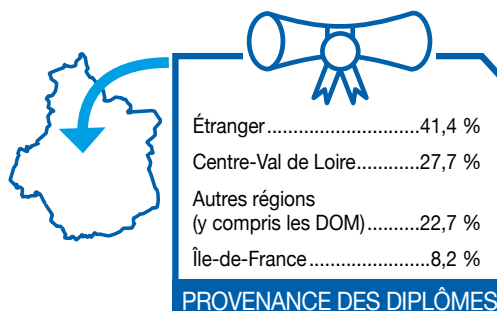 Étranger............................41,4 %
Centre-Val de Loire............27,7 %
Autres régions
(y compris les DOM)..........22,7 %
Île-de-France......................8,2 %
PROVENANCE DES DIPLÔMES